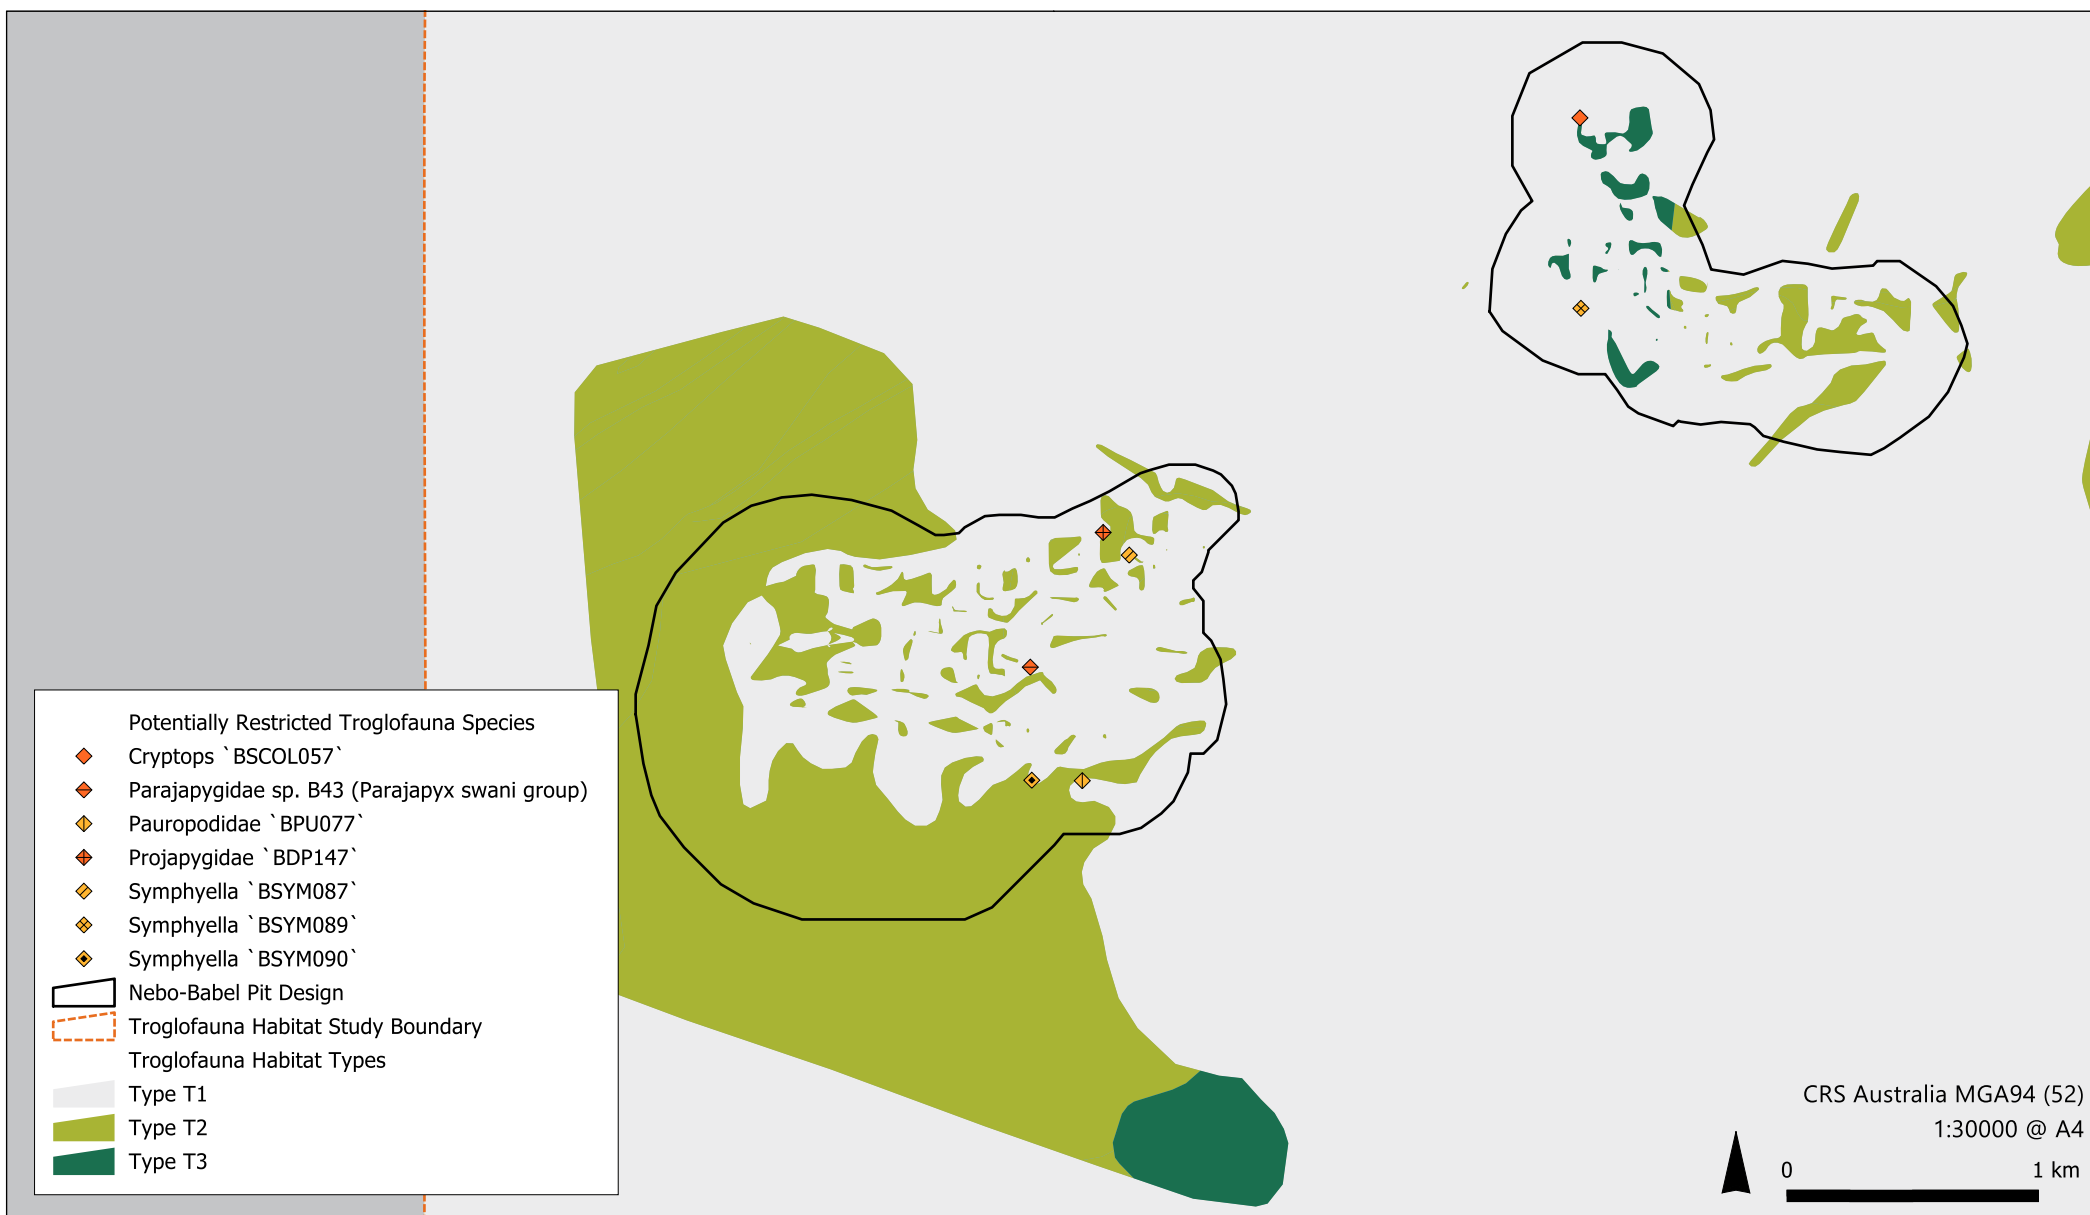 Potentially Restricted Troglofauna Species
Cryptops `BSCOL057`
Parajapygidae sp. B43 (Parajapyx swani group)
Pauropodidae `BPU077`
Projapygidae `BDP147`
Symphyella `BSYM087`
Symphyella `BSYM089`
Symphyella `BSYM090`
Nebo-Babel Pit Design
Troglofauna Habitat Study Boundary
Troglofauna Habitat Types
Type T1
Type T2
Type T3
CRS Australia MGA94 (52)
1:30000 @ A4
0 1 km